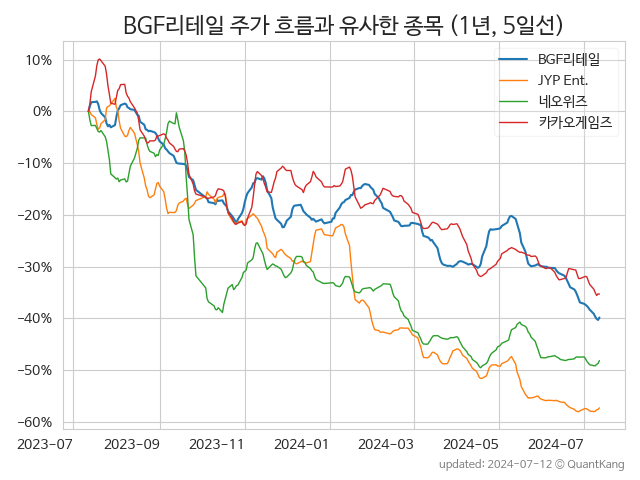 BGF리테일 주가 흐름과 유사한 종목 (1년, 5일선)
BGF리테일
JYP Ent.
네오위즈
카카오게임즈
10%
0%
−10%
−20%
−30%
−40%
−50%
−60%
2023-07
2023-09
2023-11
2024-01
2024-03
2024-05
2024-07
updated: 2024-07-12 © QuantKang